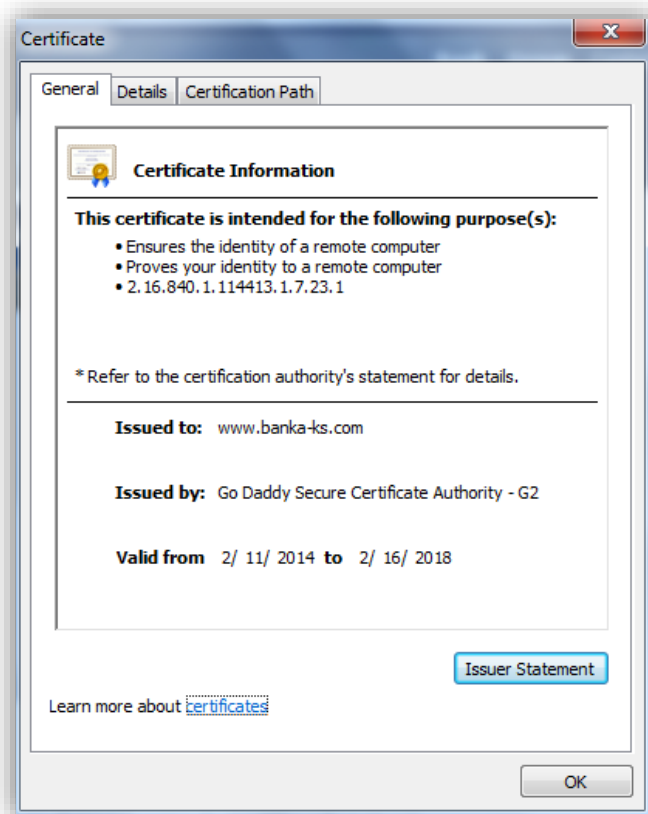 Certificate
X
General Details Certification Path
Certificate Information
This certificate is intended for the following purpose(s):
• Ensures the identity of a remote computer
• Proves your identity to a remote computer
• 2.16.840.1.114413.1.7.23.1
* Refer to the certification authority's statement for details.
Issued to: www.banka-ks.com
Issued by: Go Daddy Secure Certificate Authority - G2
Valid from 2/ 11/ 2014 to 2/ 16/ 2018
Issuer Statement
Learn more about certificates
OK